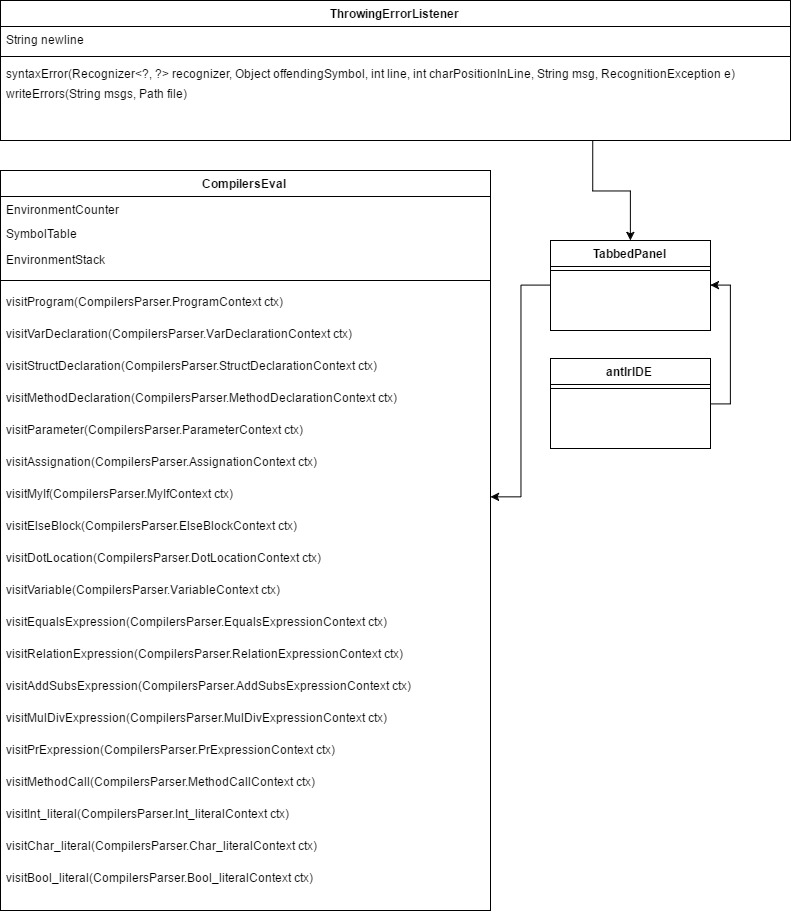 ThrowingErrorListener
String newline
syntaxError(Recognizer<?, ?> recognizer, Object offendingSymbol, int line, int charPositionInLine, String msg, RecognitionException e)
writeErrors(String msgs, Path file)
CompilersEval
EnvironmentCounter
SymbolTable
EnvironmentStack
visitProgram(CompilersParser.ProgramContext ctx)
visitVarDeclaration(CompilersParser.VarDeclarationContext ctx)
visitStructDeclaration(CompilersParser.StructDeclarationContext ctx)
visitMethodDeclaration(CompilersParser.MethodDeclarationContext ctx)
visitParameter(CompilersParser.ParameterContext ctx)
visitAssignation(CompilersParser.AssignationContext ctx)
visitMyIf(CompilersParser.MyIfContext ctx)
visitElseBlock(CompilersParser.ElseBlockContext ctx)
visitDotLocation(CompilersParser.DotLocationContext ctx)
visitVariable(CompilersParser.VariableContext ctx)
visitEqualsExpression(CompilersParser.EqualsExpressionContext ctx)
visitRelationExpression(CompilersParser.RelationExpressionContext ctx)
visitAddSubsExpression(CompilersParser.AddSubsExpressionContext ctx)
visitMulDivExpression(CompilersParser.MulDivExpressionContext ctx)
visitPrExpression(CompilersParser.PrExpressionContext ctx)
visitMethodCall(CompilersParser.MethodCallContext ctx)
visitInt_literal(CompilersParser.Int_literalContext ctx)
visitChar_literal(CompilersParser.Char_literalContext ctx)
visitBool_literal(CompilersParser.Bool_literalContext ctx)
TabbedPanel
antlrIDE